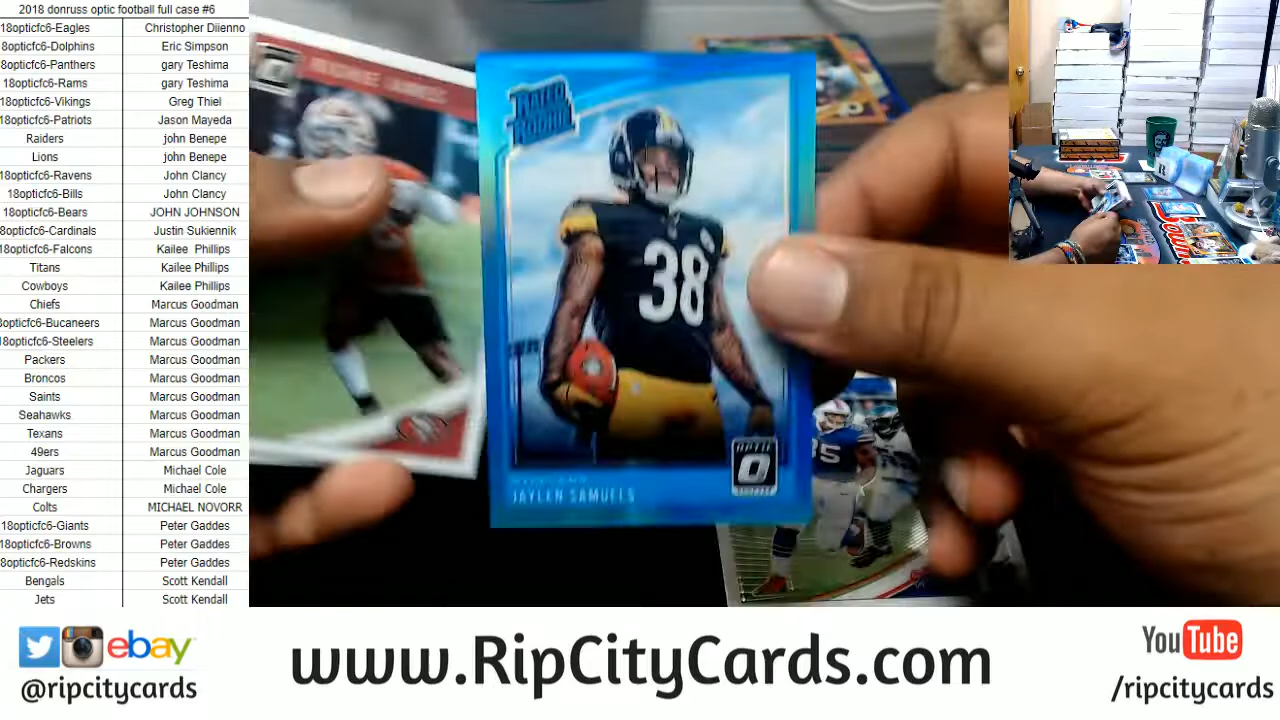 2018 donruss optic football full case #6
18opticfc6-Eagles Christopher Diienno
8opticfc6-Dolphins Eric Simpson
8opticfc6-Panthers gary Teshima
18opticfc6-Rams gary Teshima
18opticfc6-Vikings Greg Thiel
18opticfc6-Patriots Jason Mayeda
Raiders john Benepe
Lions john Benepe
18opticfc6-Ravens John Clancy
18opticfc6-Bills John Clancy
18opticfc6-Bears JOHN JOHNSON
8opticfc6-Cardinals Justin Sukiennik
18opticfc6-Falcons Kailee Phillips
Titans Kailee Phillips
Cowboys Kailee Phillips
Chiefs Marcus Goodman
8opticfc6-Bucaneers Marcus Goodman
18opticfc6-Steelers Marcus Goodman
Packers Marcus Goodman
Broncos Marcus Goodman
Saints Marcus Goodman
Seahawks Marcus Goodman
Texans Marcus Goodman
49ers Marcus Goodman
Jaguars Michael Cole
Chargers Michael Cole
Colts MICHAEL NOVORR
18opticfc6-Giants Peter Gaddes
18opticfc6-Browns Peter Gaddes
8opticfc6-Redskins Peter Gaddes
Bengals Scott Kendall
Jets Scott Kendall
RATED ROOKIE
38
OPTIC
JAYLEN SAMUELS
ebay
@ripcitycards
www.RipCityCards.com
YouTube
/ripcitycards